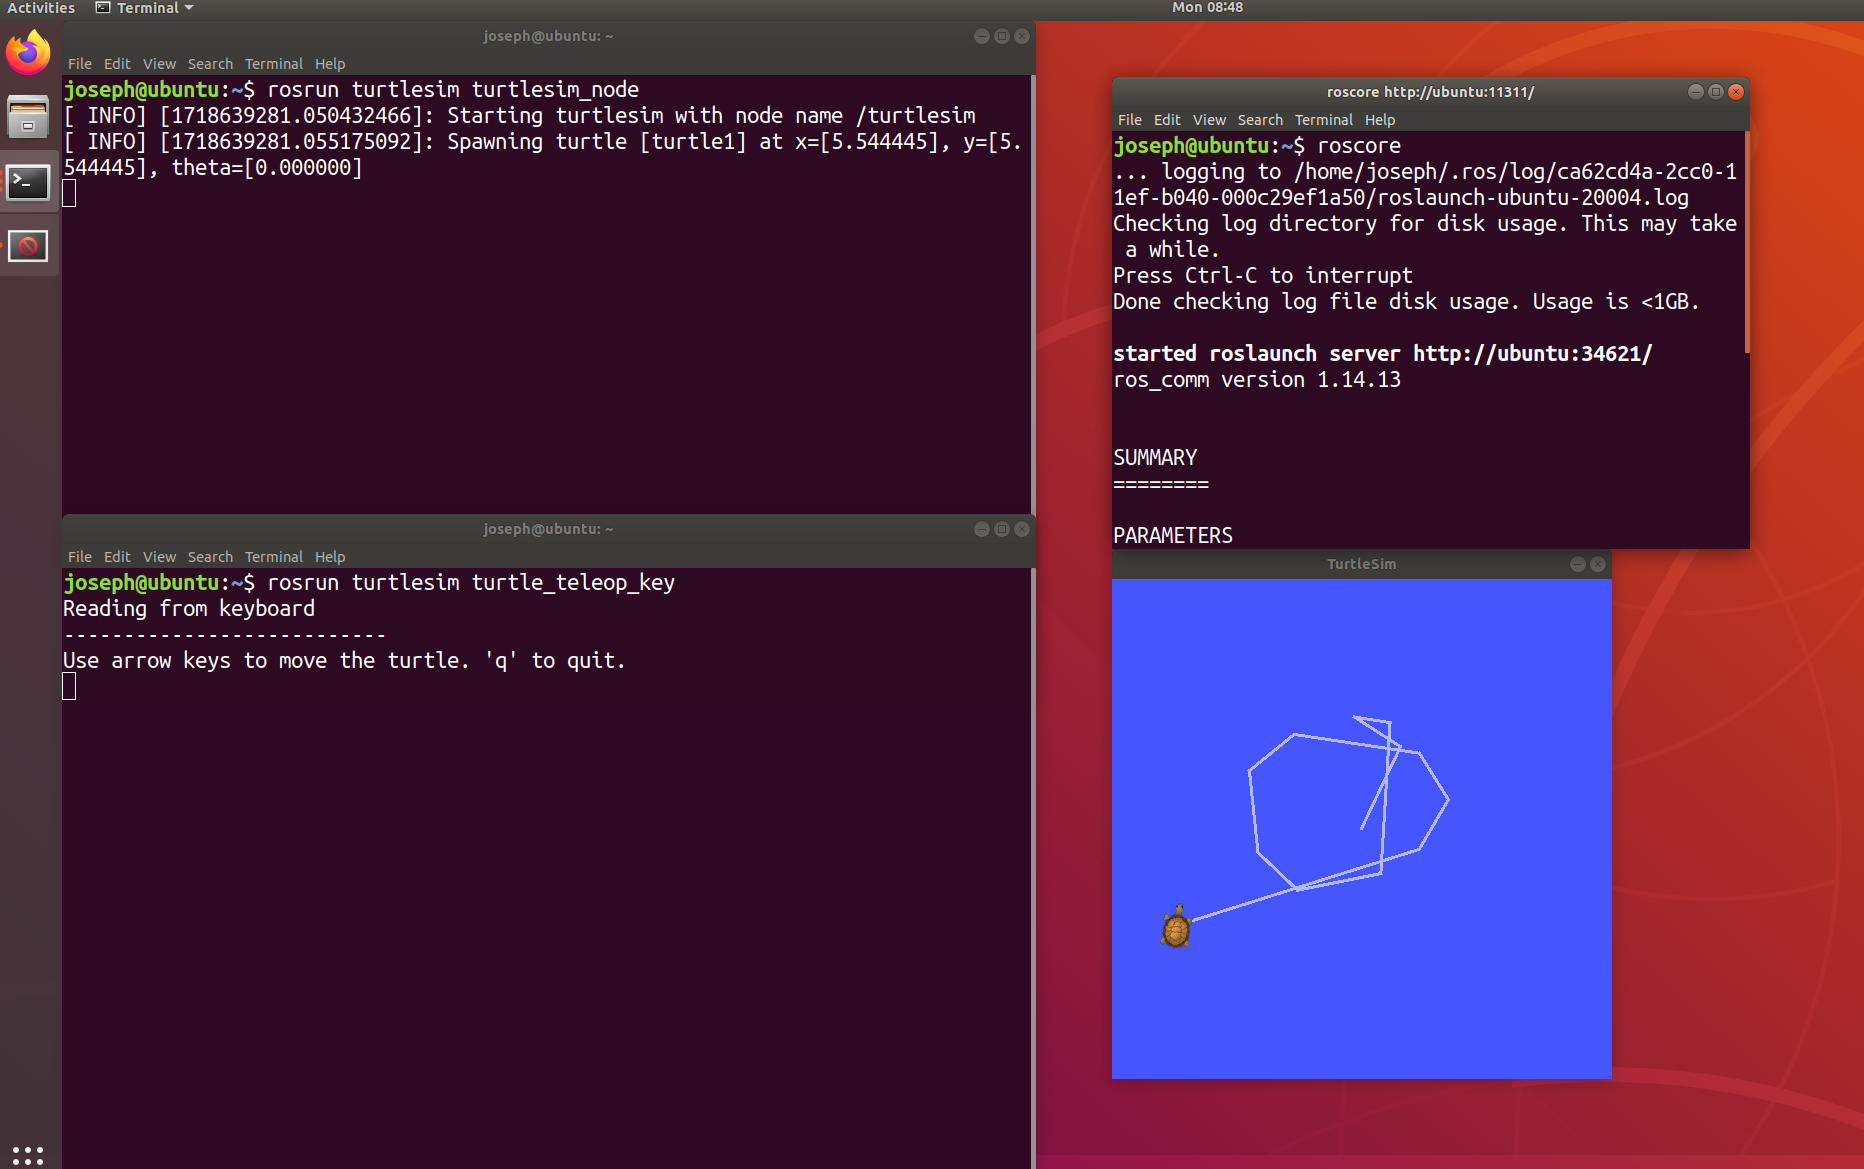 Activities Terminal Mon 08:48
joseph@ubuntu: ~
File Edit View Search Terminal Help
joseph@ubuntu:~$ rosrun turtlesim turtlesim_node
[ INFO] [1718639281.050432466]: Starting turtlesim with node name /turtlesim
[ INFO] [1718639281.055175092]: Spawning turtle [turtle1] at x=[5.544445], y=[5.
544445], theta=[0.000000]
joseph@ubuntu: ~
File Edit View Search Terminal Help
joseph@ubuntu:~$ rosrun turtlesim turtle_teleop_key
Reading from keyboard
---------------------------
Use arrow keys to move the turtle. 'q' to quit.
roscore http://ubuntu:11311/
File Edit View Search Terminal Help
joseph@ubuntu:~$ roscore
... logging to /home/joseph/.ros/log/ca62cd4a-2cc0-1
1ef-b040-000c29ef1a50/roslaunch-ubuntu-20004.log
Checking log directory for disk usage. This may take
 a while.
Press Ctrl-C to interrupt
Done checking log file disk usage. Usage is <1GB.
started roslaunch server http://ubuntu:34621/
ros_comm version 1.14.13
SUMMARY
========
PARAMETERS
TurtleSim